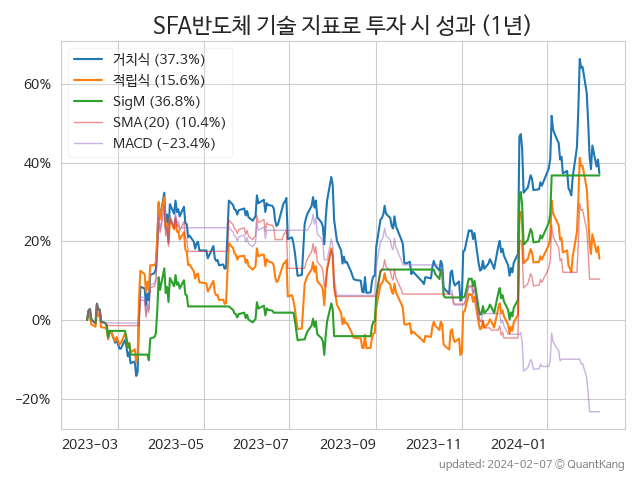 SFA반도체 기술 지표로 투자 시 성과 (1년)
거치식 (37.3%)
적립식 (15.6%)
SigM (36.8%)
SMA(20) (10.4%)
MACD (−23.4%)
60%
40%
20%
0%
−20%
2023-03 2023-05 2023-07 2023-09 2023-11 2024-01
updated: 2024-02-07 © QuantKang